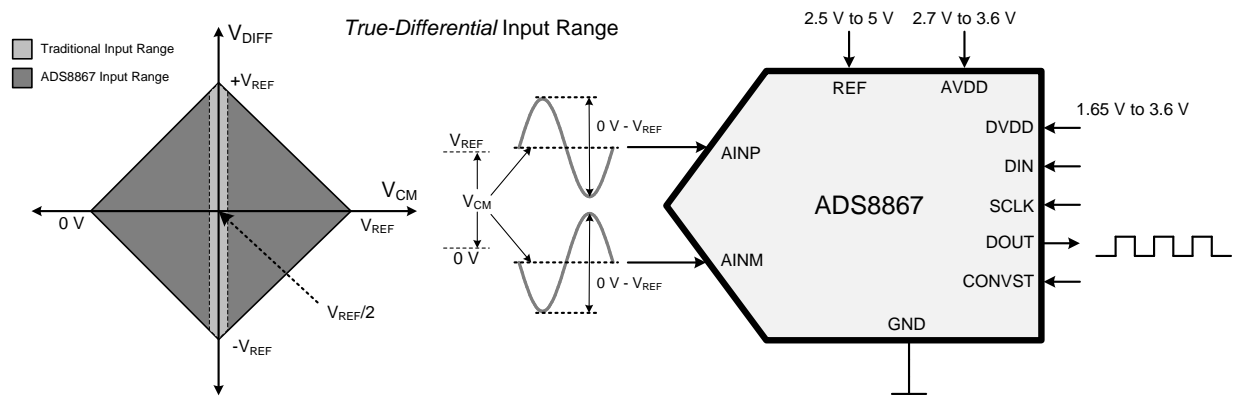 Traditional Input Range
ADS8867 Input Range
V_DIFF
+V_REF
V_CM
0 V
V_REF
V_REF/2
-V_REF
True-Differential Input Range
V_REF
V_CM
0 V
0 V - V_REF
0 V - V_REF
2.5 V to 5 V
2.7 V to 3.6 V
REF
AVDD
1.65 V to 3.6 V
AINP
AINM
ADS8867
DVDD
DIN
SCLK
DOUT
CONVST
GND